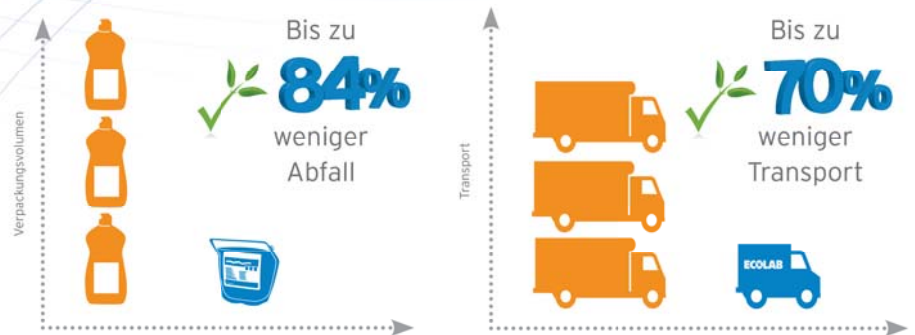 Verpackungsvolumen
Bis zu
84%
weniger
Abfall
Transport
Bis zu
70%
weniger
Transport
ECOLAB